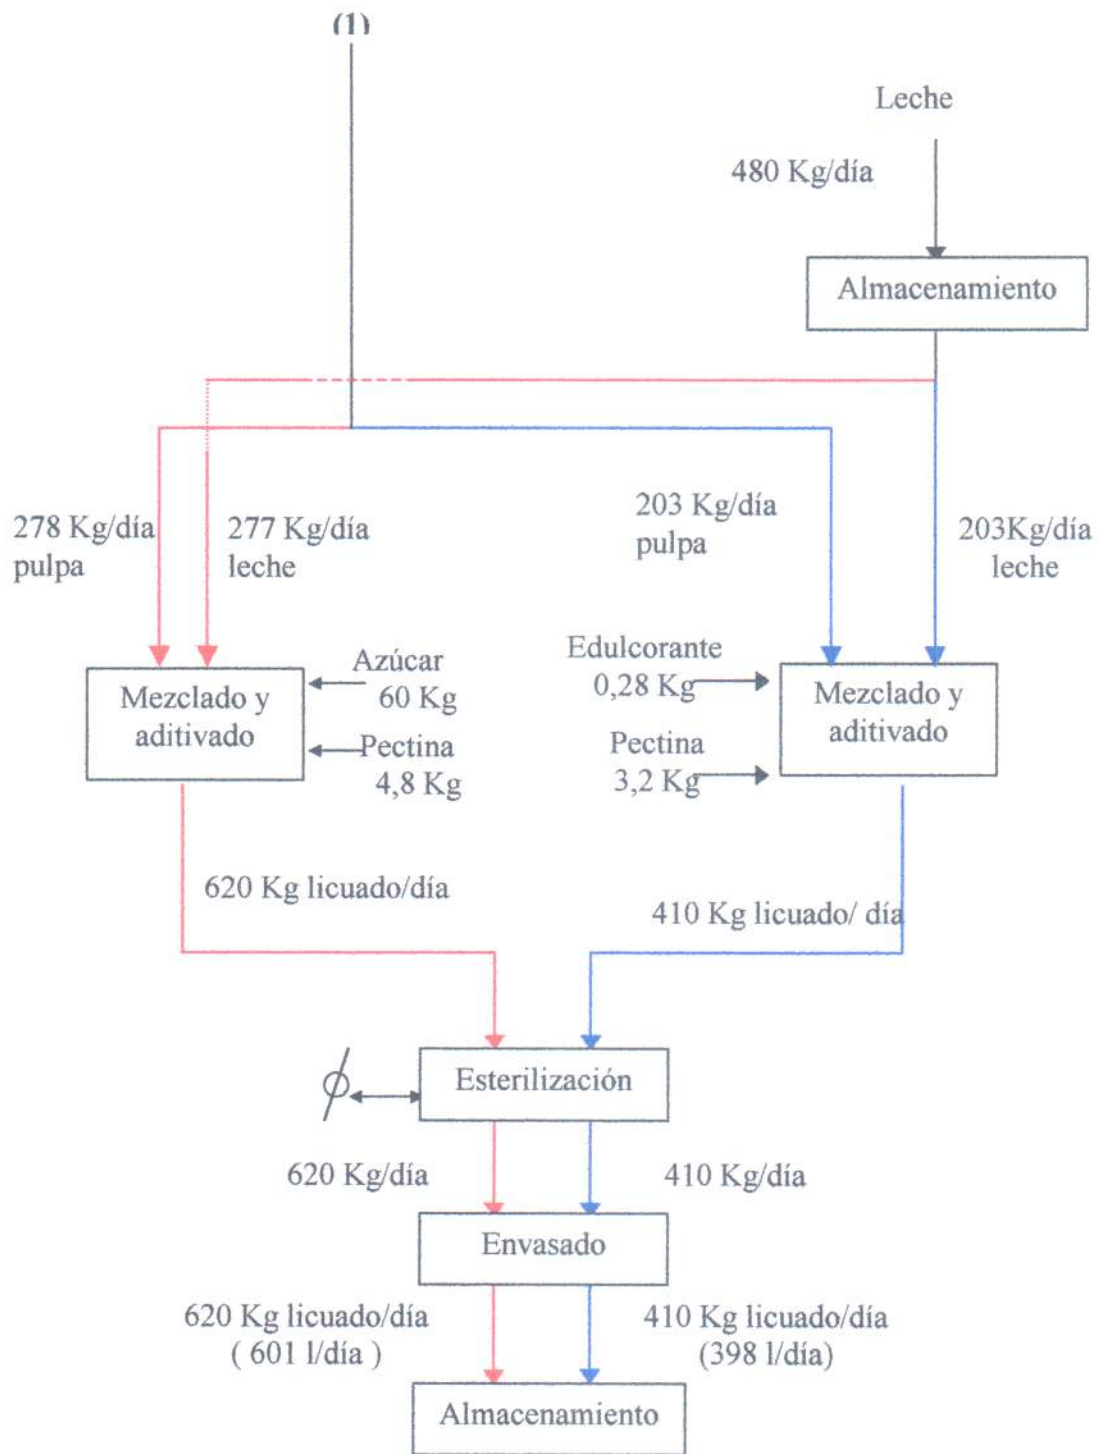 (1)
Leche
480 Kg/día
Almacenamiento
278 Kg/día
pulpa
277 Kg/día
leche
203 Kg/día
pulpa
203Kg/día
leche
Azúcar
60 Kg
Pectina
4,8 Kg
Mezclado y
aditivado
Edulcorante
0,28 Kg
Pectina
3,2 Kg
Mezclado y
aditivado
620 Kg licuado/día
410 Kg licuado/ día
Esterilización
620 Kg/día
410 Kg/día
Envasado
620 Kg licuado/día
( 601 l/día )
410 Kg licuado/día
(398 l/día)
Almacenamiento